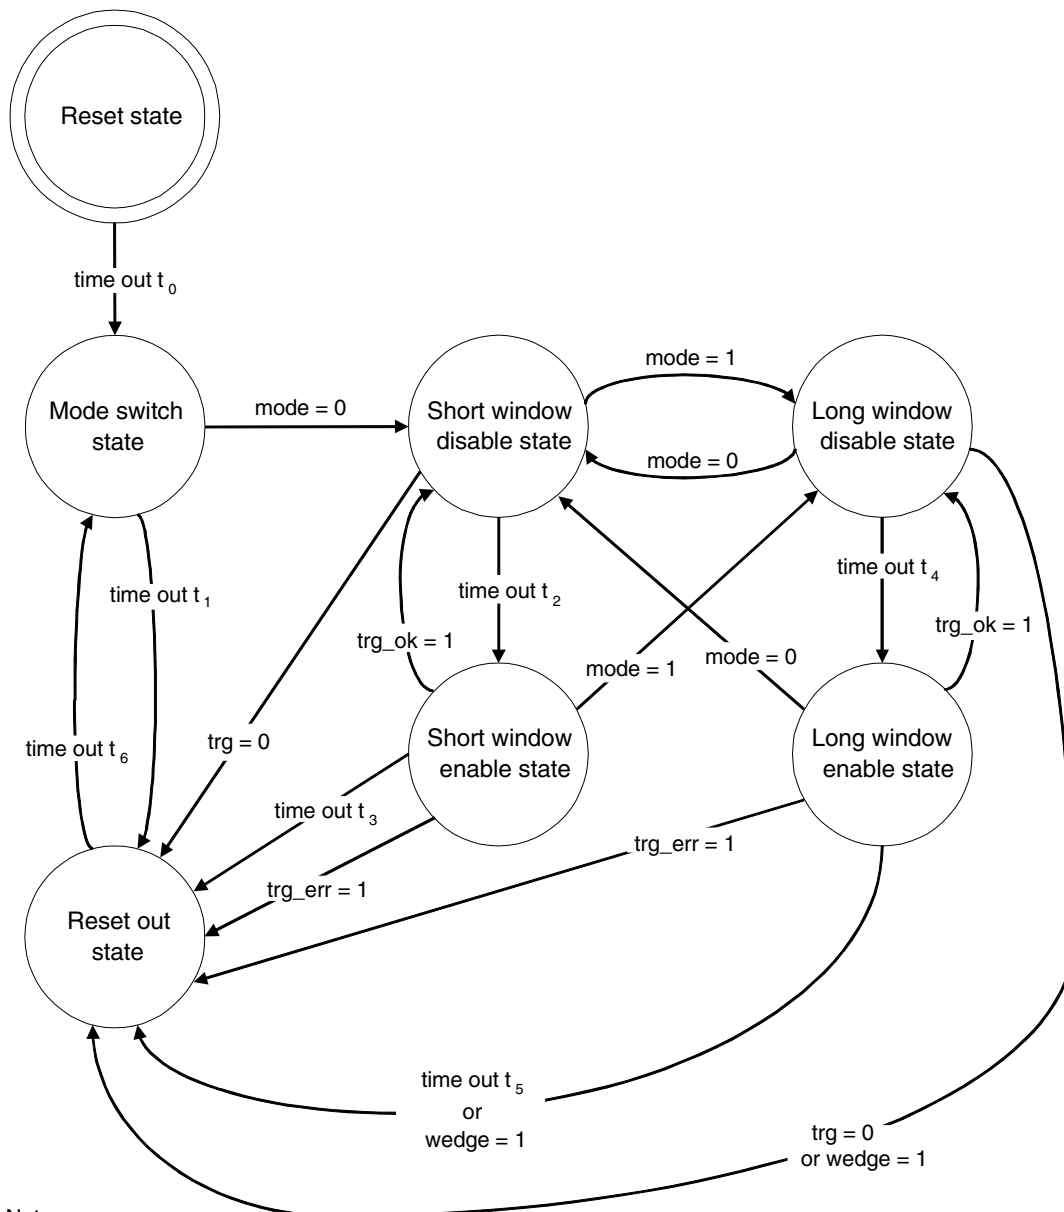 Reset state
time out t 0
Mode switch
state
mode = 0
Short window
disable state
mode = 1
mode = 0
Long window
disable state
time out t 1
time out t 2
trg_ok = 1
time out t 4
trg_ok = 1
mode = 1
mode = 0
time out t 6
trg = 0
Short window
enable state
Long window
enable state
time out t 3
trg_err = 1
trg_err = 1
Reset out
state
time out t 5
or
wedge = 1
trg = 0
or wedge = 1